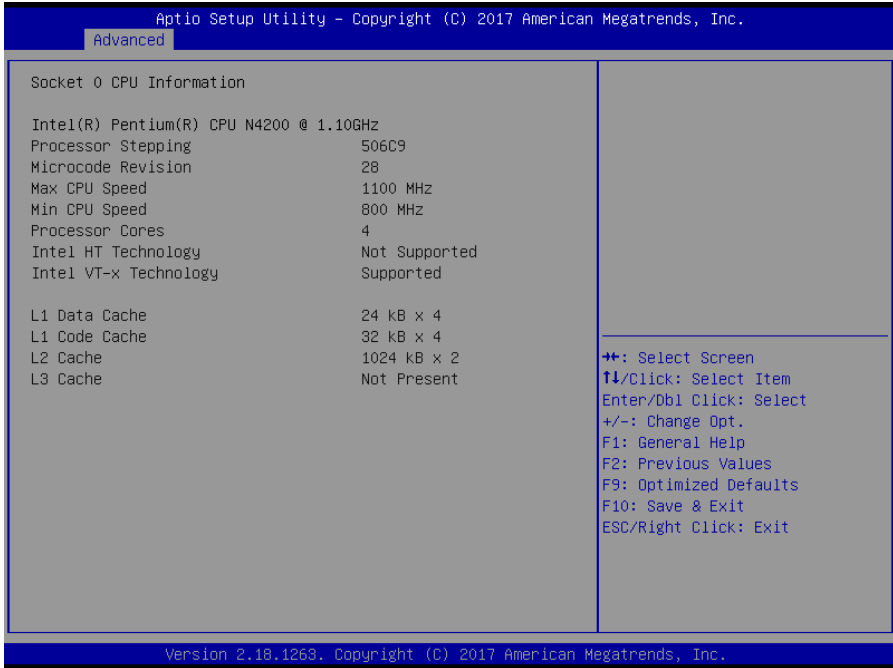 Aptio Setup Utility – Copyright (C) 2017 American Megatrends, Inc.
Advanced
Socket 0 CPU Information
Intel(R) Pentium(R) CPU N4200 @ 1.10GHz
Processor Stepping 506C9
Microcode Revision 28
Max CPU Speed 1100 MHz
Min CPU Speed 800 MHz
Processor Cores 4
Intel HT Technology Not Supported
Intel VT-x Technology Supported
L1 Data Cache 24 kB x 4
L1 Code Cache 32 kB x 4
L2 Cache 1024 kB x 2
L3 Cache Not Present
→←: Select Screen
↑↓/Click: Select Item
Enter/Dbl Click: Select
+/-: Change Opt.
F1: General Help
F2: Previous Values
F9: Optimized Defaults
F10: Save & Exit
ESC/Right Click: Exit
Version 2.18.1263. Copyright (C) 2017 American Megatrends, Inc.